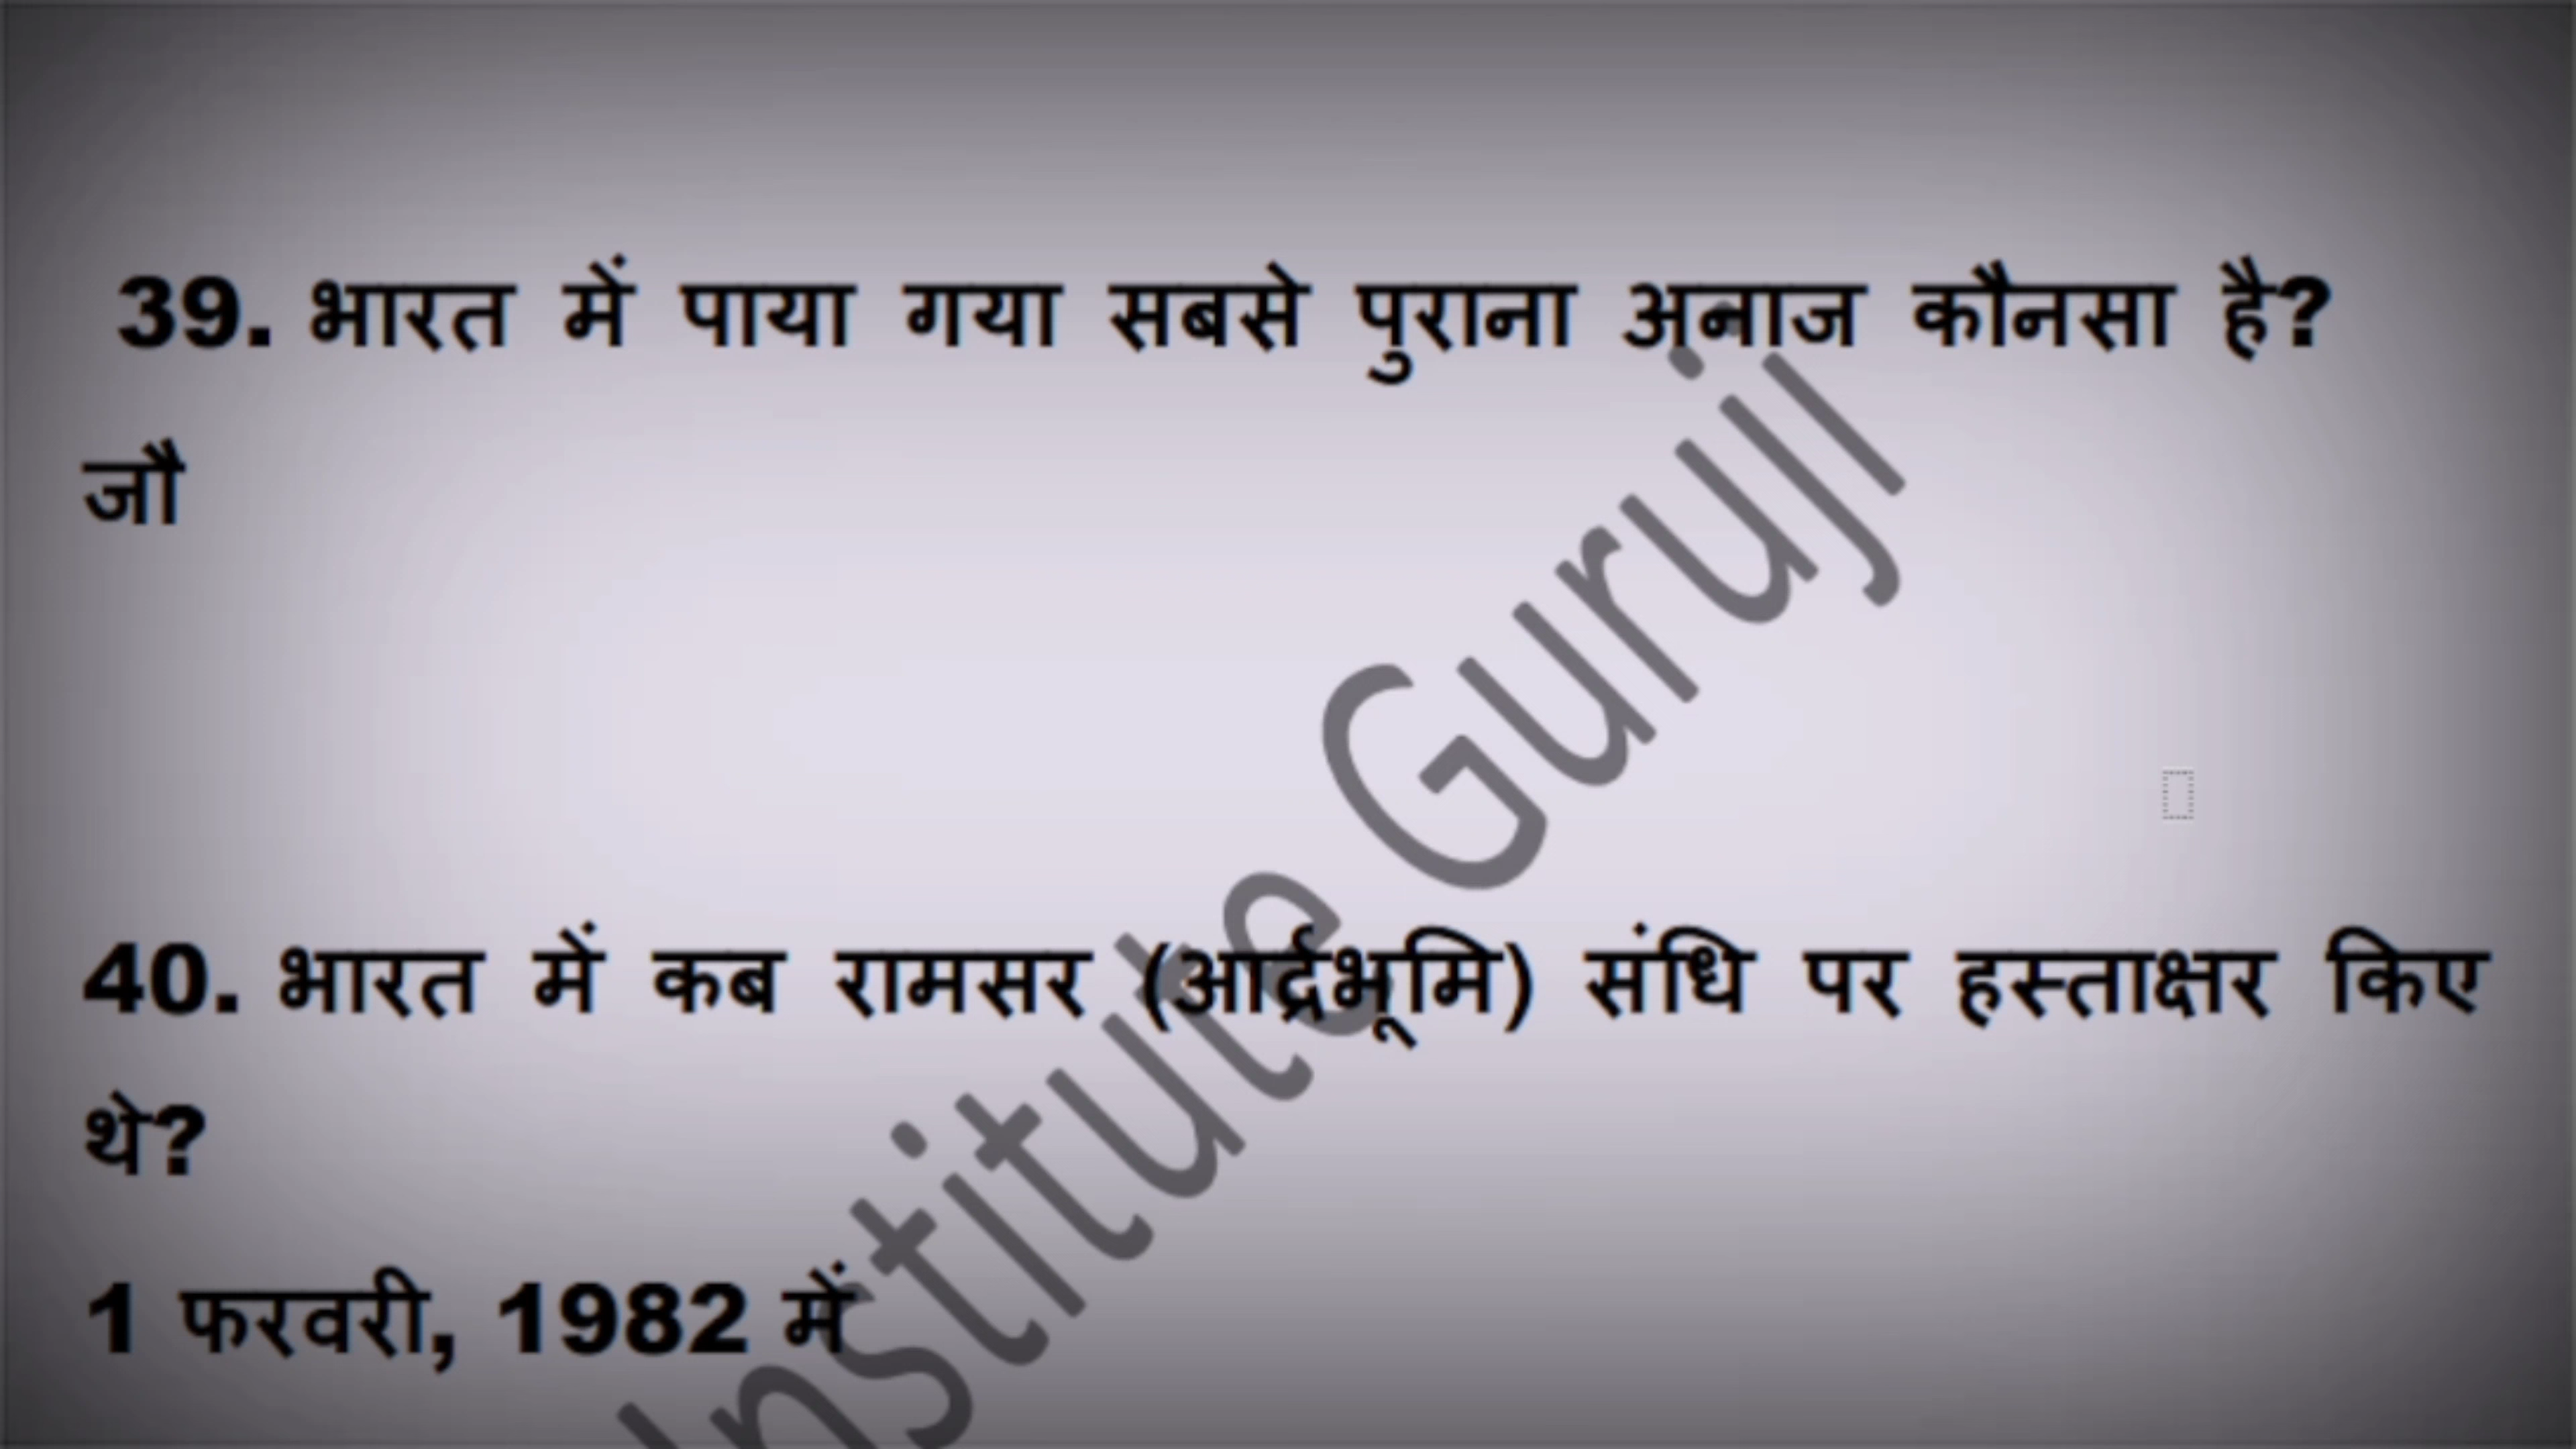 39. भारत में पाया गया सबसे पुराना अनाज कौनसा है?
जौ
40. भारत में कब रामसर (आर्द्रभूमि) संधि पर हस्ताक्षर किए
थे?
1 फरवरी, 1982 में
Institute Guruji